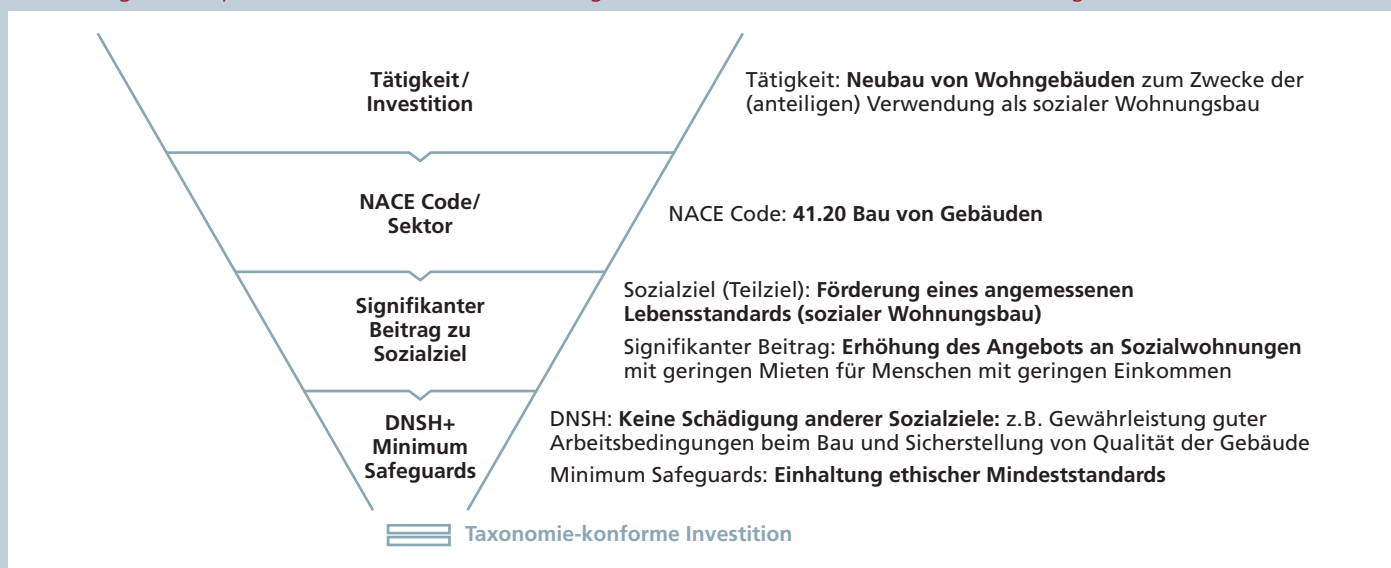 Tätigkeit/
Investition
Tätigkeit: Neubau von Wohngebäuden zum Zwecke der
(anteiligen) Verwendung als sozialer Wohnungsbau
NACE Code/
Sektor
NACE Code: 41.20 Bau von Gebäuden
Signifikanter
Beitrag zu
Sozialziel
Sozialziel (Teilziel): Förderung eines angemessenen
Lebensstandards (sozialer Wohnungsbau)
Signifikanter Beitrag: Erhöhung des Angebots an Sozialwohnungen
mit geringen Mieten für Menschen mit geringen Einkommen
DNSH+
Minimum
Safeguards
DNSH: Keine Schädigung anderer Sozialziele: z.B. Gewährleistung guter
Arbeitsbedingungen beim Bau und Sicherstellung von Qualität der Gebäude
Minimum Safeguards: Einhaltung ethischer Mindeststandards
Taxonomie-konforme Investition